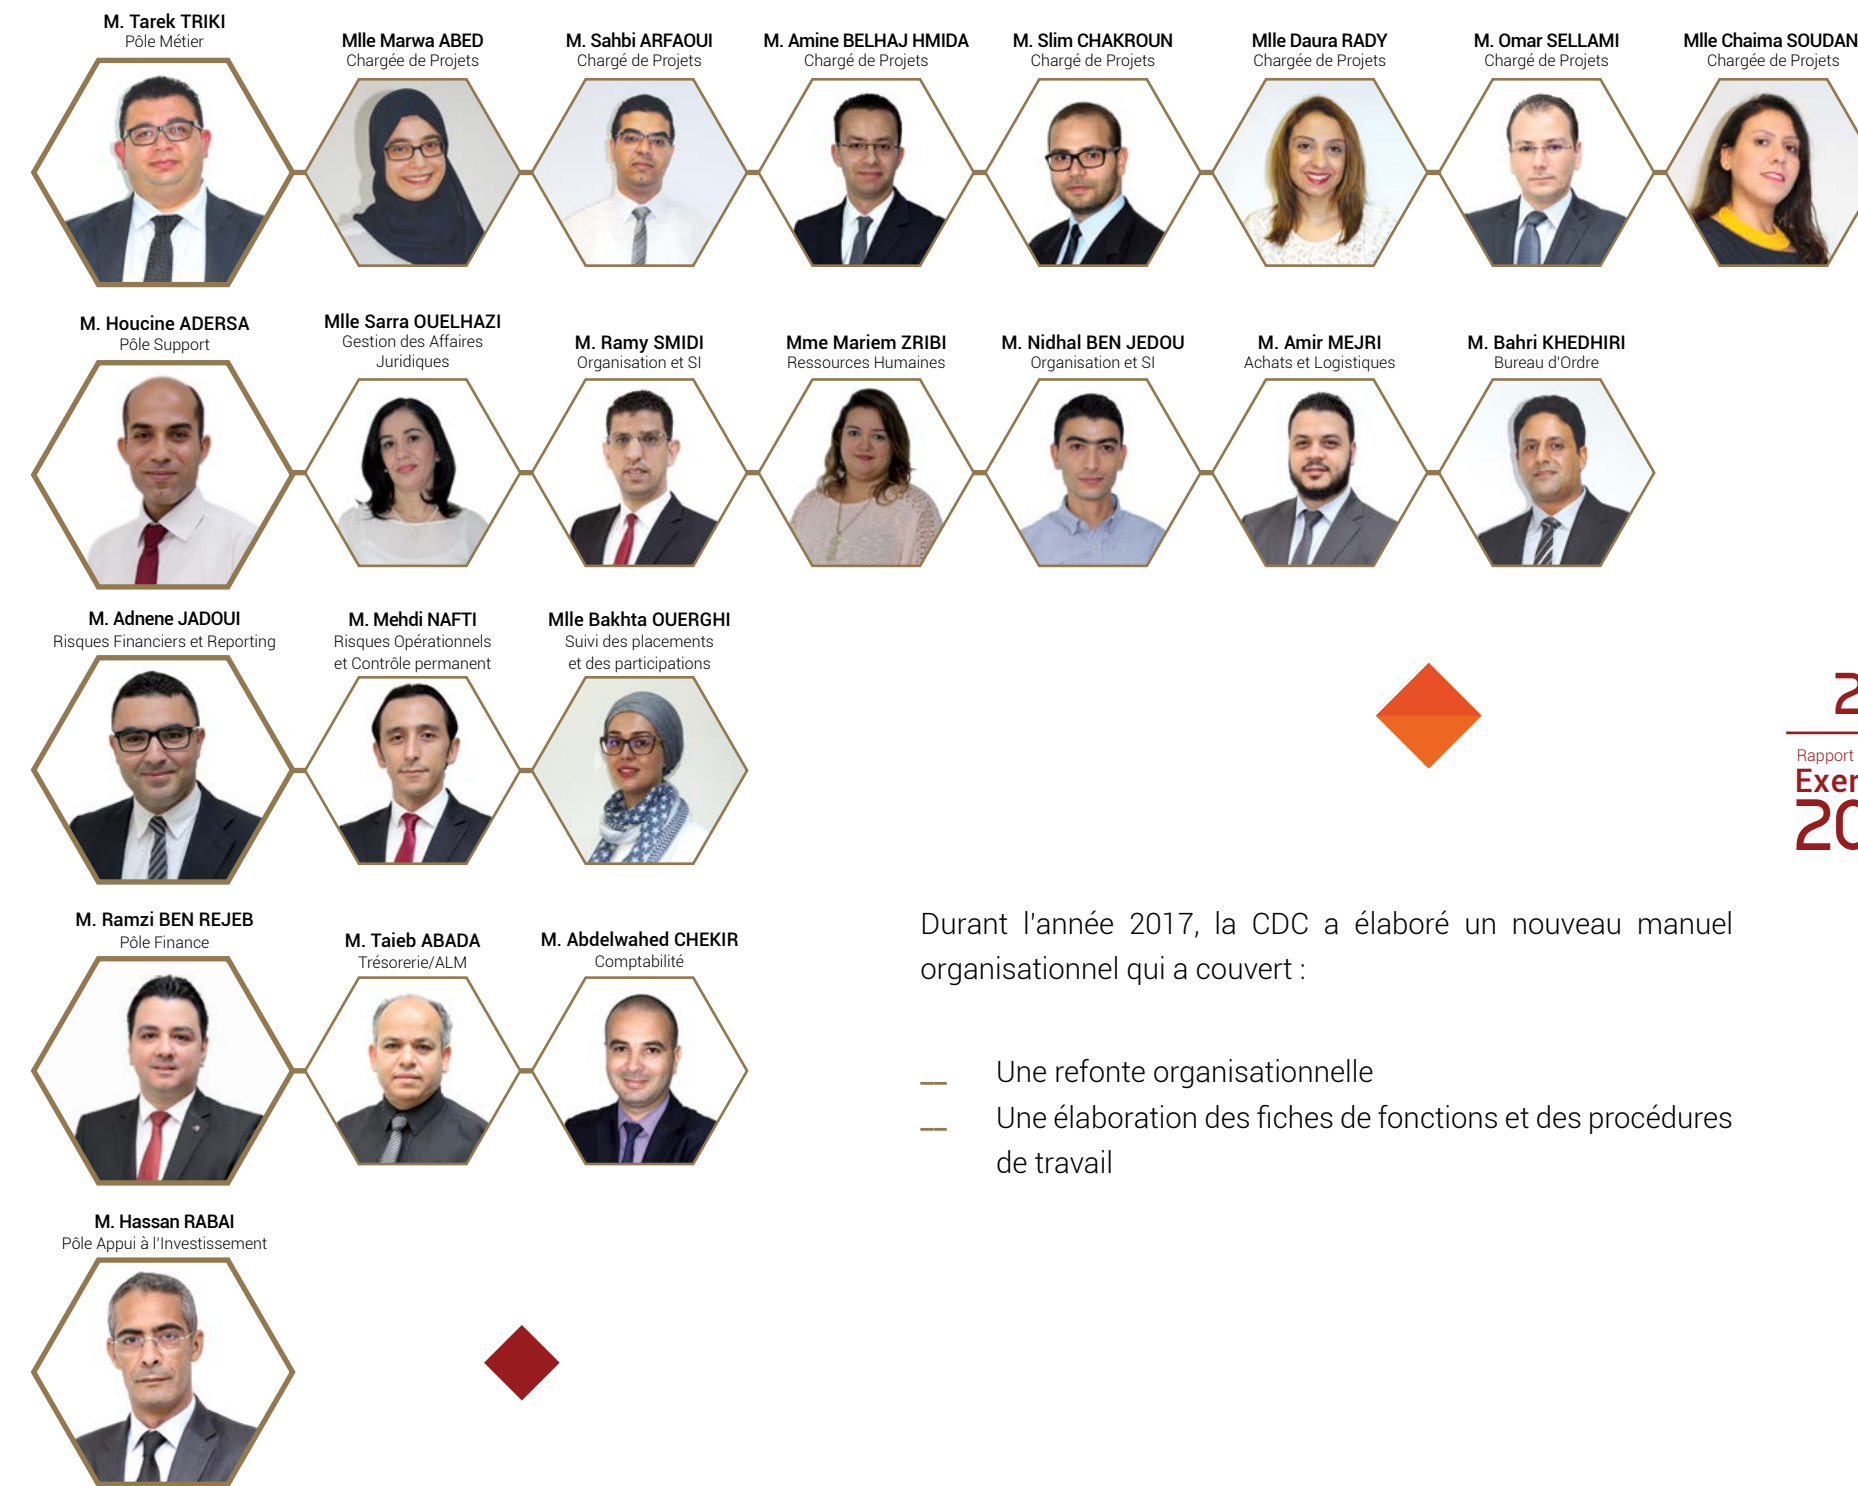 M. Tarek TRIKI
Pôle Métier
Mlle Marwa ABED
Chargée de Projets
M. Sahbi ARFAOUI
Chargé de Projets
M. Amine BELHAJ HMIDA
Chargé de Projets
M. Slim CHAKROUN
Chargé de Projets
Mlle Daura RADY
Chargée de Projets
M. Omar SELLAMI
Chargé de Projets
Mlle Chaima SOUDAN
Chargée de Projets
M. Houcine ADERSA
Pôle Support
Mlle Sarra OUELHAZI
Gestion des Affaires
Juridiques
M. Ramy SMIDI
Organisation et SI
Mme Mariem ZRIBI
Ressources Humaines
M. Nidhal BEN JEDOU
Organisation et SI
M. Amir MEJRI
Achats et Logistiques
M. Bahri KHEDHIRI
Bureau d'Ordre
M. Adnene JADOUI
Risques Financiers et Reporting
M. Mehdi NAFTI
Risques Opérationnels
et Contrôle permanent
Mlle Bakhta OUERGHI
Suivi des placements
et des participations
2
Rapport
Exer
20
M. Ramzi BEN REJEB
Pôle Finance
M. Taieb ABADA
Trésorerie/ALM
M. Abdelwahed CHEKIR
Comptabilité
Durant l'année 2017, la CDC a élaboré un nouveau manuel
organisationnel qui a couvert :
__ Une refonte organisationnelle
__ Une élaboration des fiches de fonctions et des procédures
de travail
M. Hassan RABAI
Pôle Appui à l'Investissement